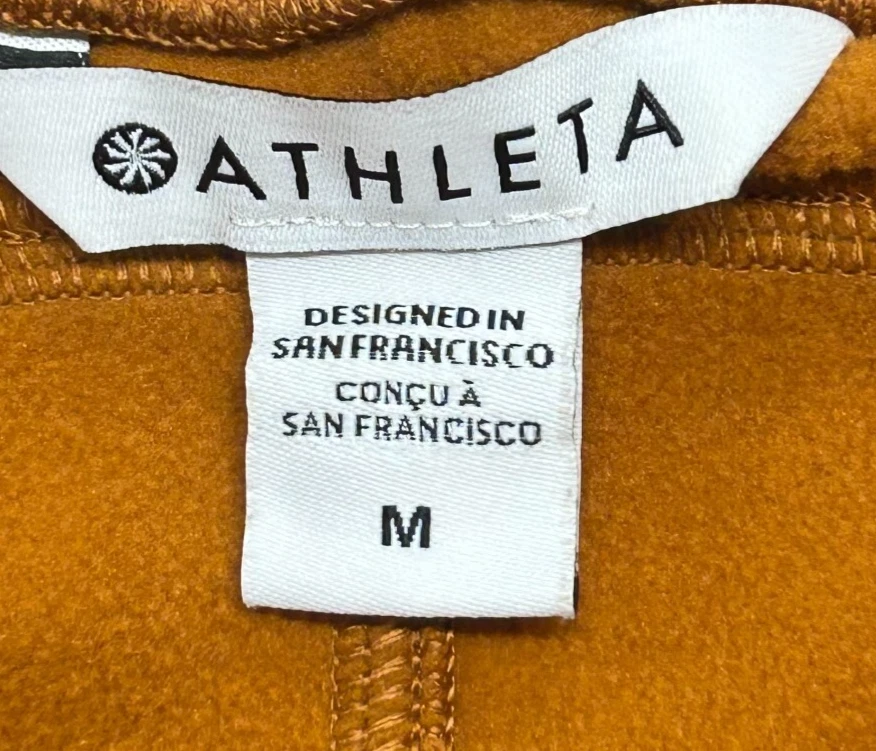 ATHLETA
DESIGNED IN
SAN FRANCISCO
CONÇU À
SAN FRANCISCO
M